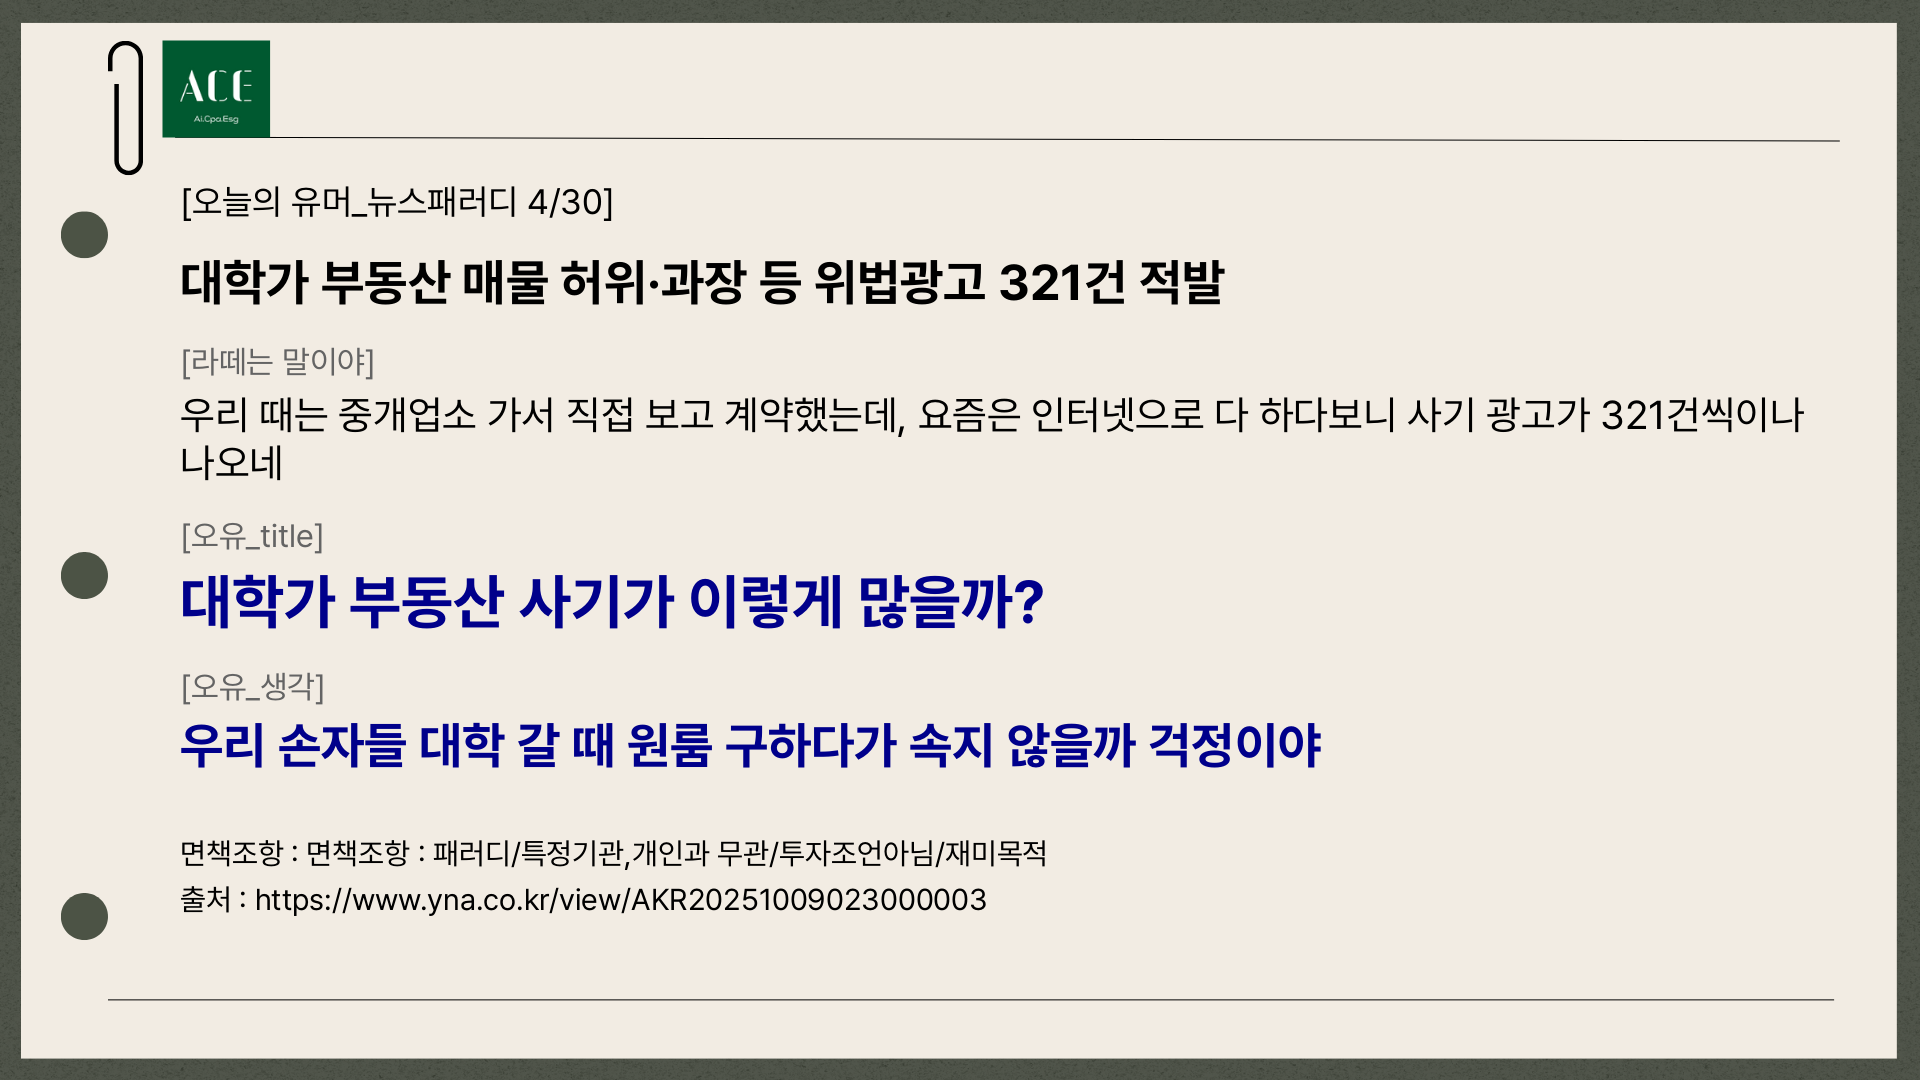 ACE
Ai.Cpa.Esg
[오늘의 유머_뉴스패러디 4/30]
대학가 부동산 매물 허위·과장 등 위법광고 321건 적발
[라떼는 말이야]
우리 때는 중개업소 가서 직접 보고 계약했는데, 요즘은 인터넷으로 다 하다보니 사기 광고가 321건씩이나
나오네
[오유_title]
대학가 부동산 사기가 이렇게 많을까?
[오유_생각]
우리 손자들 대학 갈 때 원룸 구하다가 속지 않을까 걱정이야
면책조항 : 면책조항 : 패러디/특정기관,개인과 무관/투자조언아님/재미목적
출처 : https://www.yna.co.kr/view/AKR20251009023000003